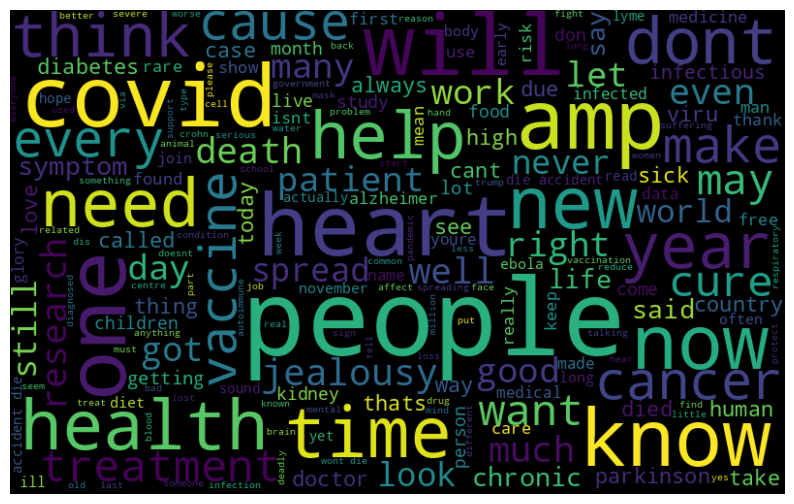 better severe worse
everyone
think
cause
first
reason
fight
back
long
body
medicine
lyme
don
say
will
dont
covid
diabetes
case
month
use
early
risk
many
rare
show
please
government
always
due
let
infectious
nobe
hope
via
cell
mask
live
study
work
infected
even
every
used
support
type
crohn
serious
hand
problem
isnt
water
food
mean
amp
viru
man
thank
death
help
high
never
make
symptom
join
animal
suffering
women
something
found
school
start
cant
die accident
read
sick
may
love
need
vaccine
today
patient
actually
alzheimer
lot
trump
data
new
world
free
related
dis
condition
heart
see
youre
year
glory
called
week
pandemic
less
common
right
ebola
vaccination
reduce
cure
respiratory
day
spread
well
name
life
come
still
research
one
diagnosed
children
thing
doesnt
centre
part
autoimmune
job
november
affect
spreading
face
really
keep
said
country
often
people
now
anything
must
got
real
million
put
sign
tell
talking
hear
protect
getting
bad
lost
sound
jealousy
way
good
made
long
cancer
accident die
seem
treat
diet
kidney
loss
medical
find
little
died
human
health
blood
known
thats
time
drug
mental
mind
person
want
different
know
brain
yet
care
much
yes
treatment
deadly
wont die
look
parkinson
ill
old
last
someone
infection
doctor
chronic
take